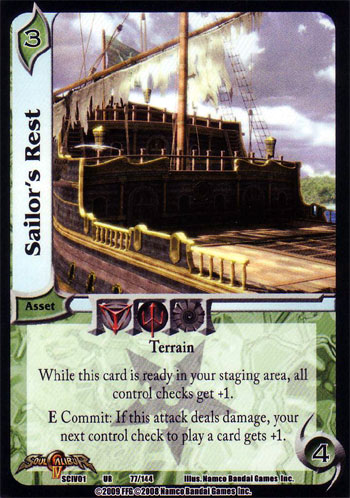 3
Sailor's Rest
Asset
Terrain
While this card is ready in your staging area, all
control checks get +1.
E Commit: If this attack deals damage, your
next control check to play a card gets +1.
4
SOULCALIBUR
IV
SCIV01 UR 77/144 Illus. Namco Bandai Games Inc.
©2009 FFG ©2008 Namco Bandai Games Inc.